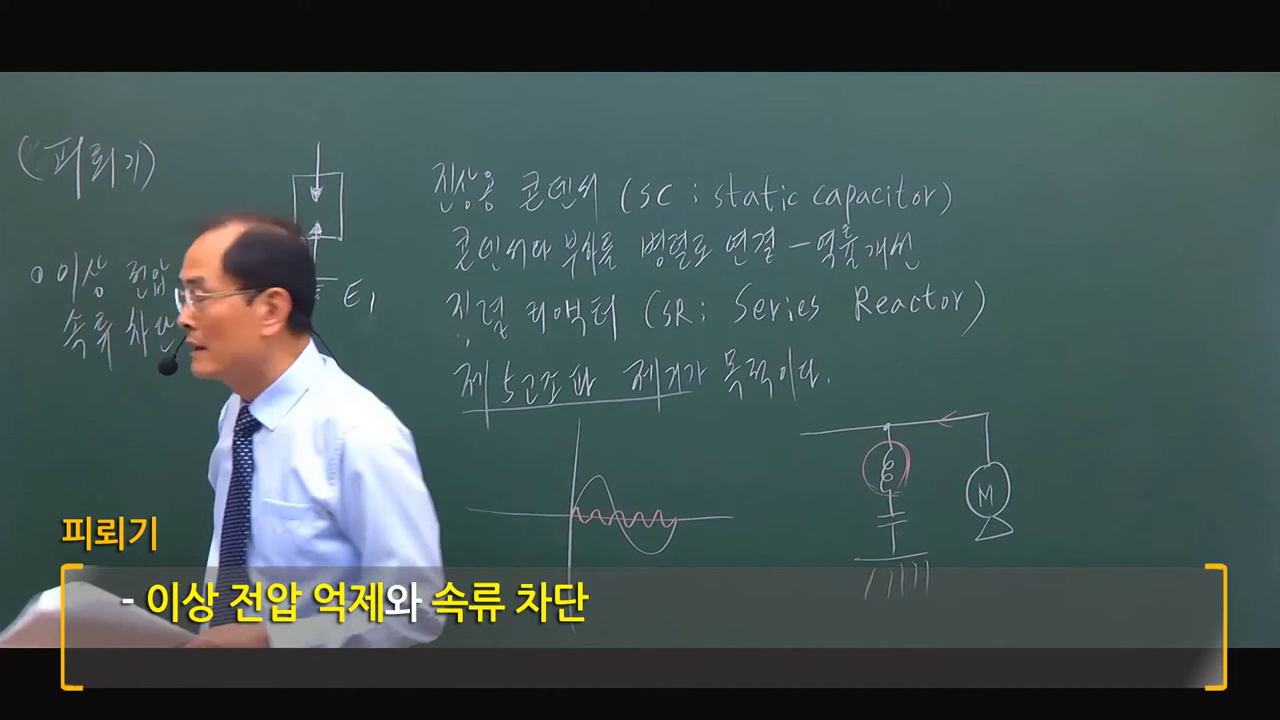 (피뢰기)
o 이상 전압
속류 차단
E1
진상용 콘덴서 (SC : static capacitor)
콘덴서다 부하를 병렬로 연결 - 역률개선
직렬 리액터 (SR : Series Reactor)
제5고조파 제거가 목적이다.
M
피뢰기
- 이상 전압 억제와 속류 차단